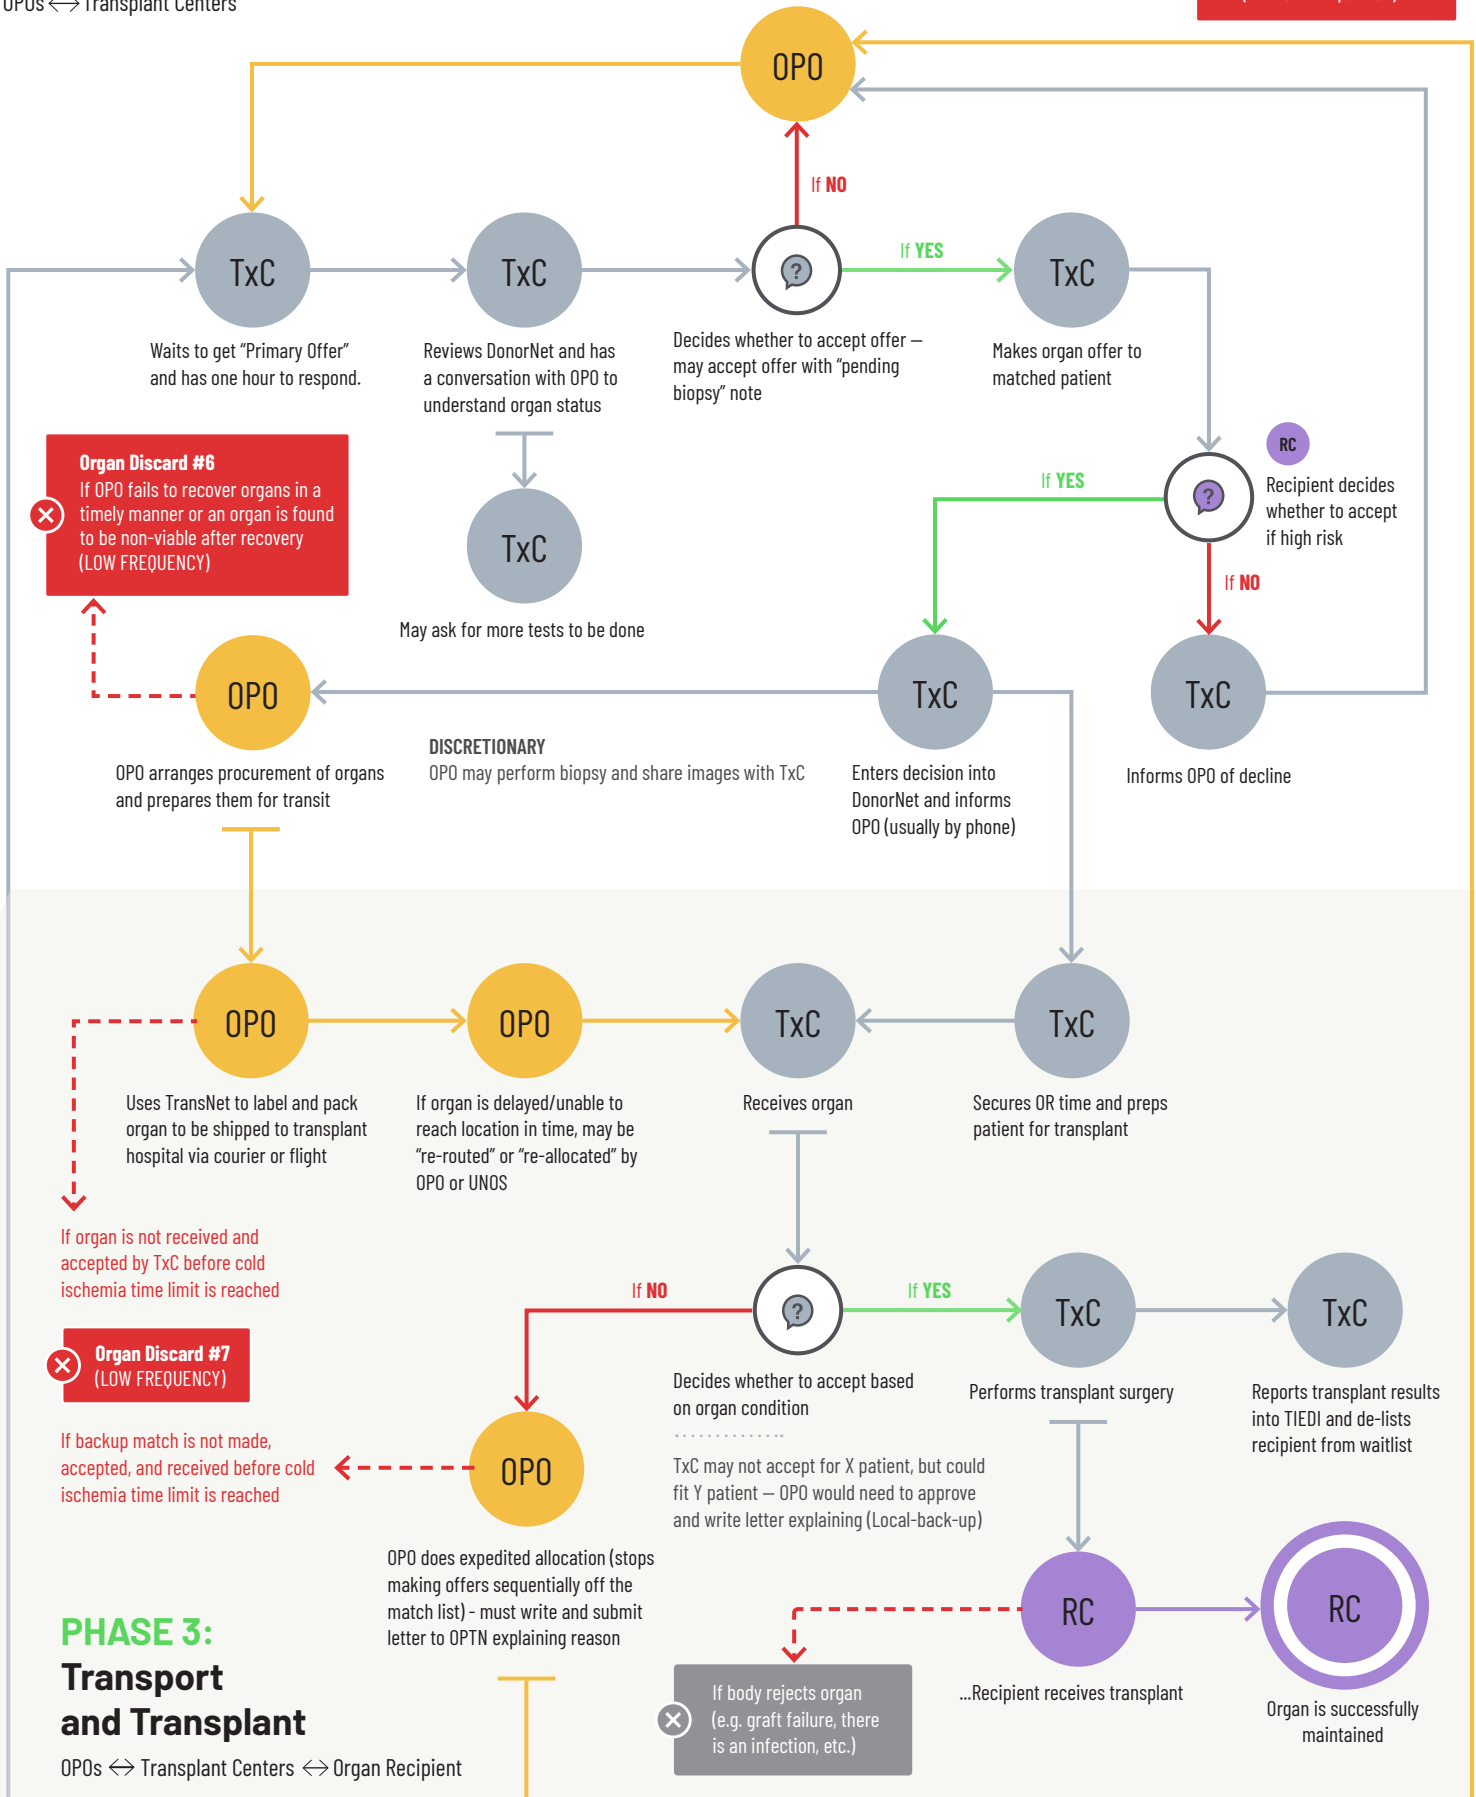 OPOs ⟷ Transplant Centers
OPO
If NO
If YES
TxC
TxC
?
TxC
Waits to get “Primary Offer”
and has one hour to respond.
Reviews DonorNet and has
a conversation with OPO to
understand organ status
Decides whether to accept offer —
may accept offer with “pending
biopsy” note
Makes organ offer to
matched patient
RC
?
Recipient decides
whether to accept
if high risk
If YES
If NO
Organ Discard #6
If OPO fails to recover organs in a
timely manner or an organ is found
to be non-viable after recovery
(LOW FREQUENCY)
TxC
May ask for more tests to be done
OPO
TxC
TxC
OPO arranges procurement of organs
and prepares them for transit
DISCRETIONARY
OPO may perform biopsy and share images with TxC
Enters decision into
DonorNet and informs
OPO (usually by phone)
Informs OPO of decline
OPO
OPO
TxC
TxC
Uses TransNet to label and pack
organ to be shipped to transplant
hospital via courier or flight
If organ is delayed/unable to
reach location in time, may be
“re-routed” or “re-allocated” by
OPO or UNOS
Receives organ
Secures OR time and preps
patient for transplant
If organ is not received and
accepted by TxC before cold
ischemia time limit is reached
Organ Discard #7
(LOW FREQUENCY)
If backup match is not made,
accepted, and received before cold
ischemia time limit is reached
If NO
?
If YES
TxC
TxC
Decides whether to accept based
on organ condition
TxC may not accept for X patient, but could
fit Y patient — OPO would need to approve
and write letter explaining (Local-back-up)
Performs transplant surgery
Reports transplant results
into TIEDI and de-lists
recipient from waitlist
OPO
OPO does expedited allocation (stops
making offers sequentially off the
match list) - must write and submit
letter to OPTN explaining reason
RC
RC
...Recipient receives transplant
Organ is successfully
maintained
If body rejects organ
(e.g. graft failure, there
is an infection, etc.)
PHASE 3:
Transport
and Transplant
OPOs ⟷ Transplant Centers ⟷ Organ Recipient